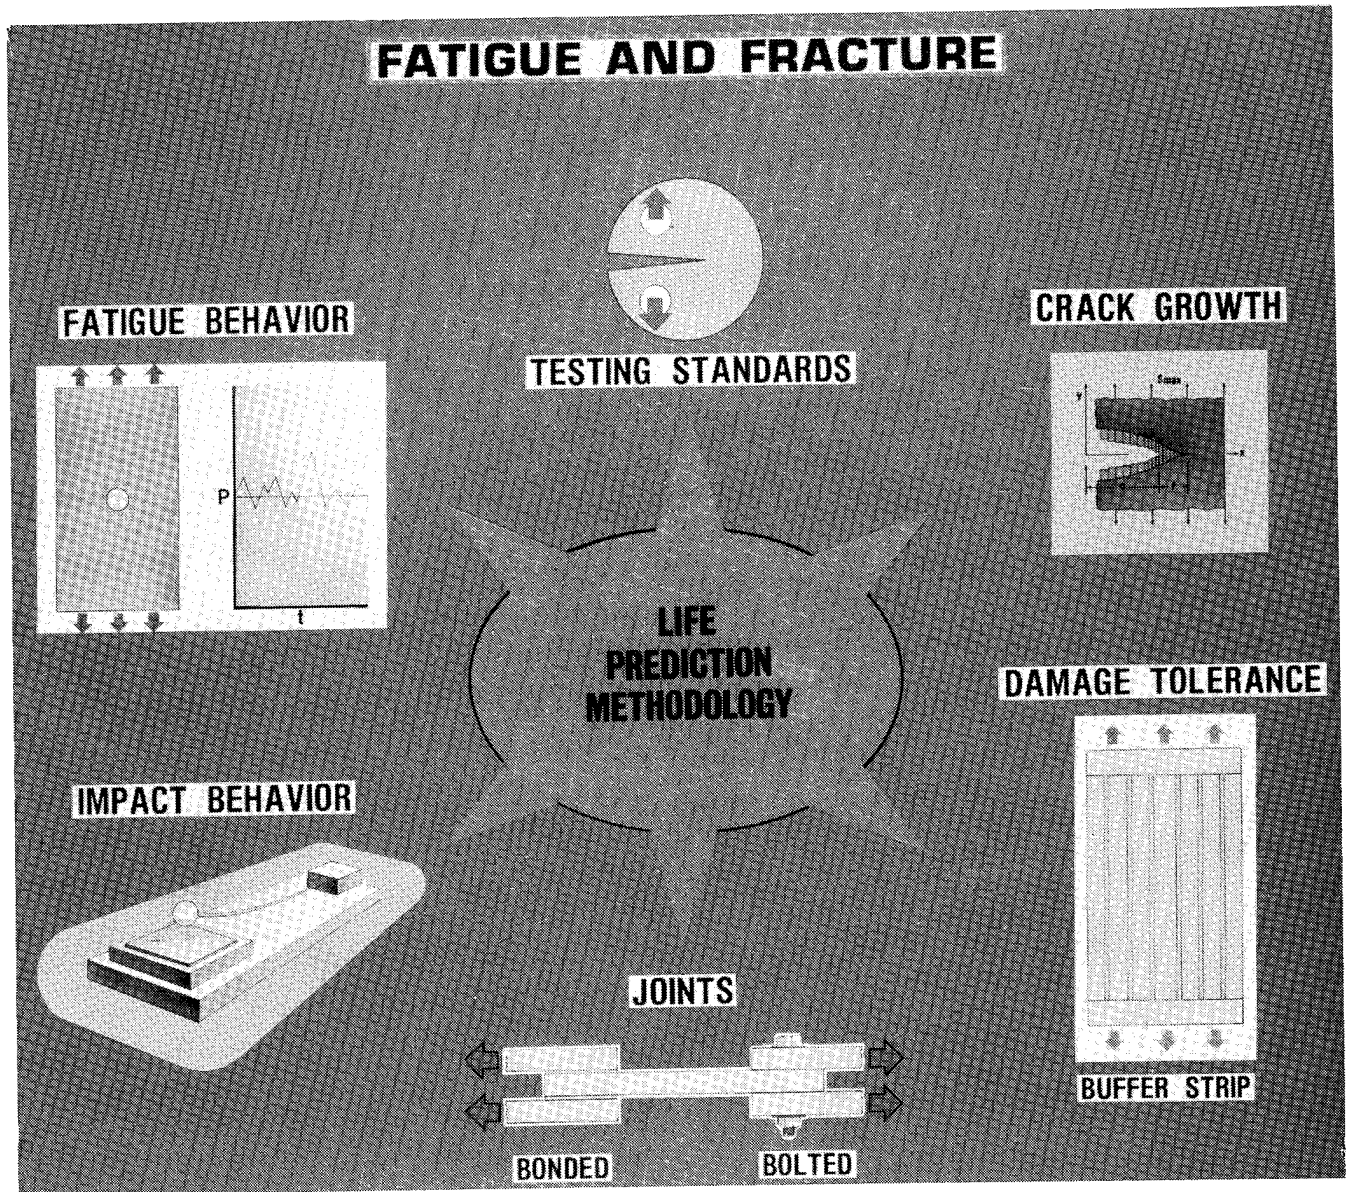 FATIGUE AND FRACTURE
TESTING STANDARDS
FATIGUE BEHAVIOR
P
t
CRACK GROWTH
S max
y
x
LIFE
PREDICTION
METHODOLOGY
DAMAGE TOLERANCE
BUFFER STRIP
IMPACT BEHAVIOR
JOINTS
BONDED
BOLTED